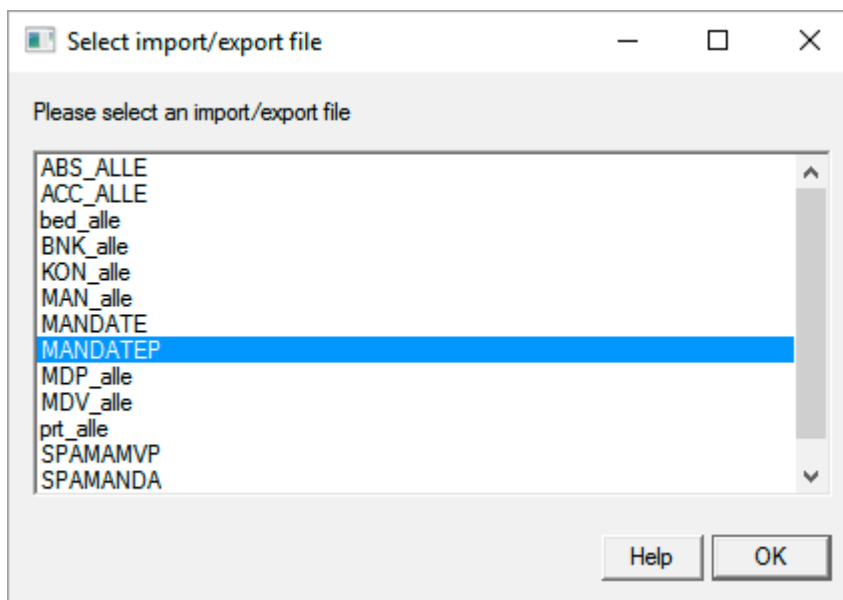 Select import/export file
Please select an import/export file
ABS_ALLE
ACC_ALLE
bed_alle
BNK_alle
KON_alle
MAN_alle
MANDATE
MANDATEP
MDP_alle
MDV_alle
prt_alle
SPAMAMVP
SPAMANDA
Help OK